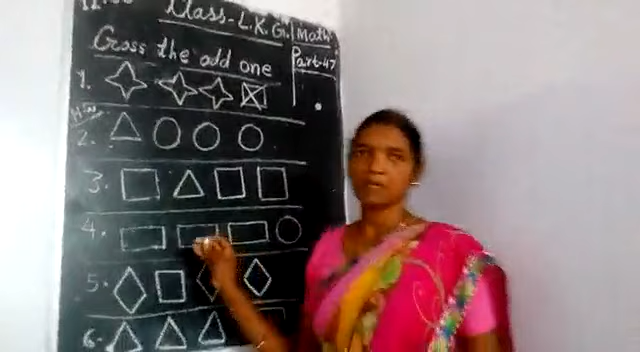 Class - L.K.G. Math
Cross the odd one Part-47
1.
H.W
2.
3.
4.
5.
6.